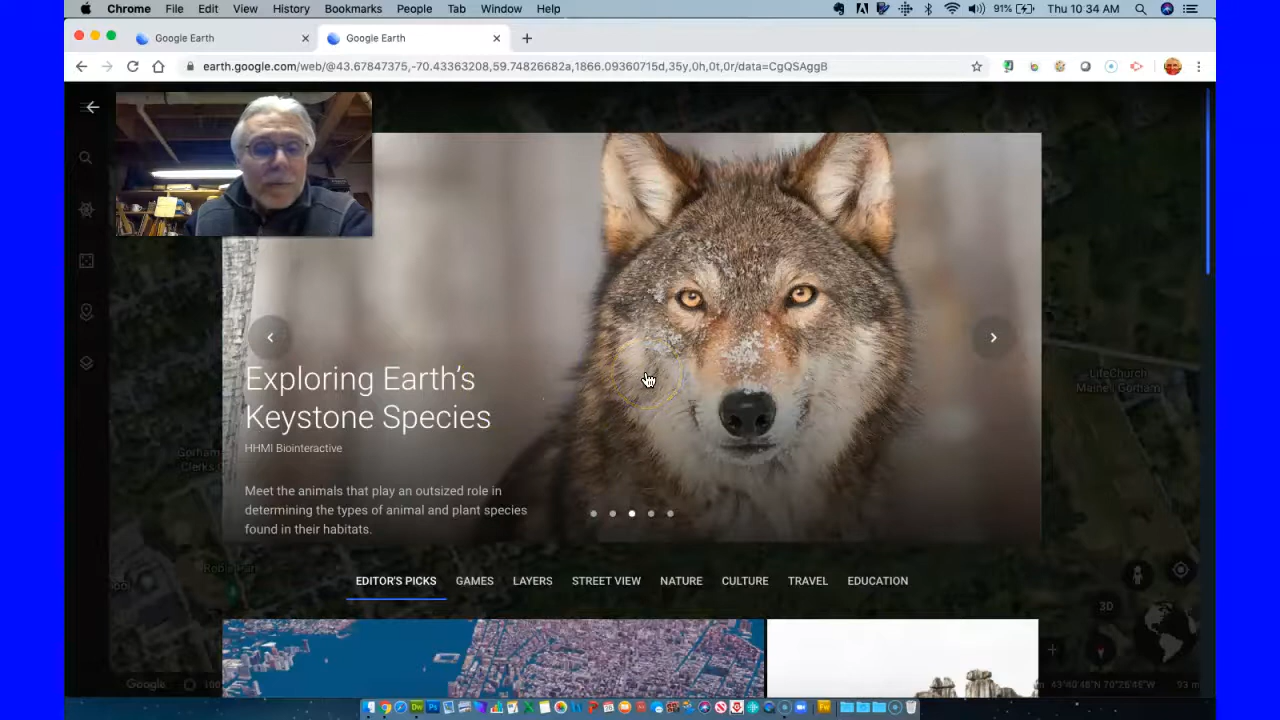 Chrome File Edit View History Bookmarks People Tab Window Help
91% Thu 10:34 AM
Google Earth
Google Earth
earth.google.com/web/@43.67847375,-70.43363208,59.74826682a,1866.09360715d,35y,0h,0t,0r/data=CgQSAggB
Exploring Earth's
Keystone Species
HHMI Biointeractive
Meet the animals that play an outsized role in
determining the types of animal and plant species
found in their habitats.
LifeChurch
Gorham
EDITOR'S PICKS GAMES LAYERS STREET VIEW NATURE CULTURE TRAVEL EDUCATION
3D
Google